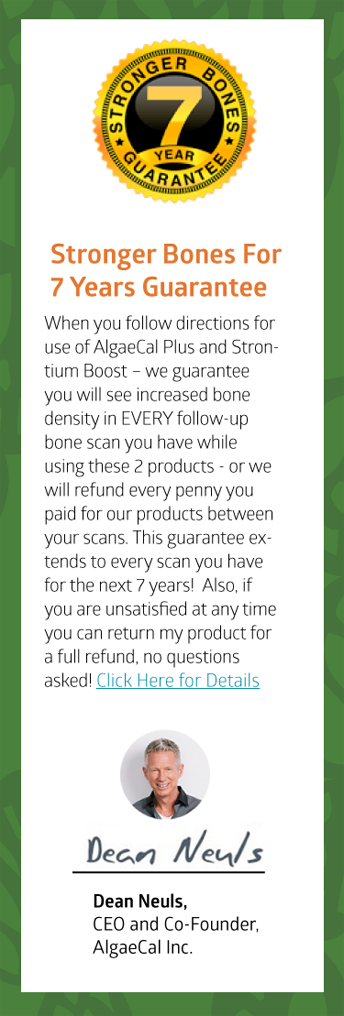 STRONGER BONES
7
YEAR
GUARANTEE
Stronger Bones For
7 Years Guarantee
When you follow directions for
use of AlgaeCal Plus and Stron-
tium Boost – we guarantee
you will see increased bone
density in EVERY follow-up
bone scan you have while
using these 2 products - or we
will refund every penny you
paid for our products between
your scans. This guarantee ex-
tends to every scan you have
for the next 7 years!  Also, if
you are unsatisfied at any time
you can return my product for
a full refund, no questions
asked! Click Here for Details
Dean Neuls
Dean Neuls,
CEO and Co-Founder,
AlgaeCal Inc.